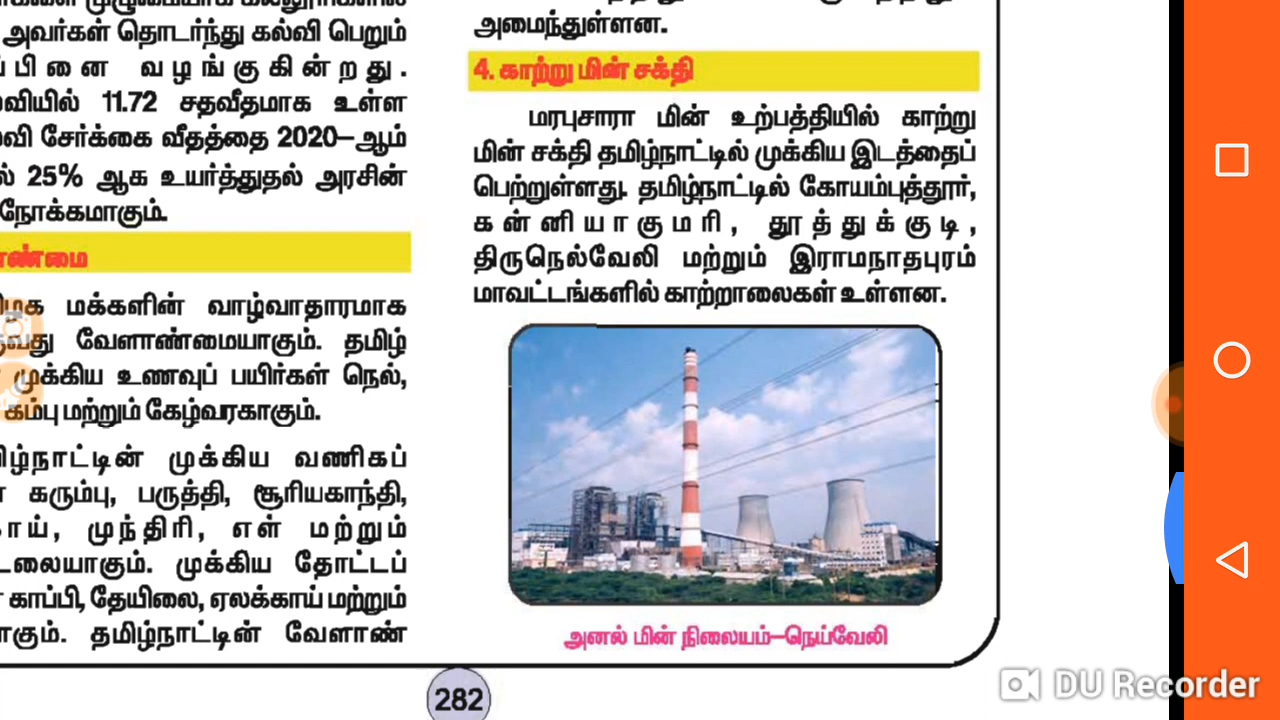 அவர்கள் தொடர்ந்து கல்வி பெறும்
வழங்குகின்றது.
11.72 சதவீதமாக உள்ள
சேர்க்கை வீதத்தை 2020–ஆம்
25% ஆக உயர்த்துதல் அரசின்
நோக்கமாகும்.
மக்களின் வாழ்வாதாரமாக
வேளாண்மையாகும். தமிழ்
முக்கிய உணவுப் பயிர்கள் நெல்,
கம்பு மற்றும் கேழ்வரகாகும்.
முக்கிய வணிகப்
கரும்பு, பருத்தி, சூரியகாந்தி,
முந்திரி, எள் மற்றும்
முக்கிய தோட்டப்
காப்பி, தேயிலை, ஏலக்காய் மற்றும்
தமிழ்நாட்டின் வேளாண்
அமைந்துள்ளன.
4. காற்று மின் சக்தி
மரபுசாரா மின் உற்பத்தியில் காற்று
மின் சக்தி தமிழ்நாட்டில் முக்கிய இடத்தைப்
பெற்றுள்ளது. தமிழ்நாட்டில் கோயம்புத்தூர்,
கன்னியாகுமரி, தூத்துக்குடி,
திருநெல்வேலி மற்றும் இராமநாதபுரம்
மாவட்டங்களில் காற்றாலைகள் உள்ளன.
அனல் மின் நிலையம்–நெய்வேலி
282
DU Recorder